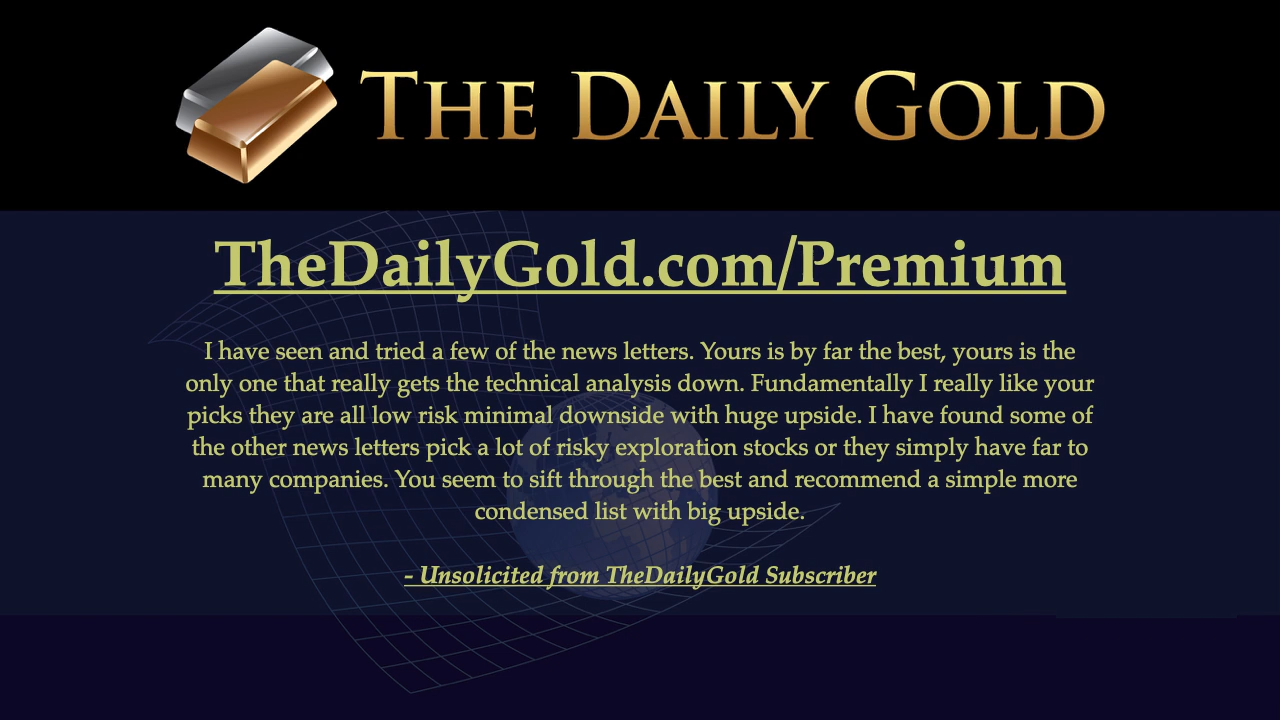 THE DAILY GOLD
TheDailyGold.com/Premium
I have seen and tried a few of the news letters. Yours is by far the best, yours is the
only one that really gets the technical analysis down. Fundamentally I really like your
picks they are all low risk minimal downside with huge upside. I have found some of
the other news letters pick a lot of risky exploration stocks or they simply have far to
many companies. You seem to sift through the best and recommend a simple more
condensed list with big upside.
- Unsolicited from TheDailyGold Subscriber